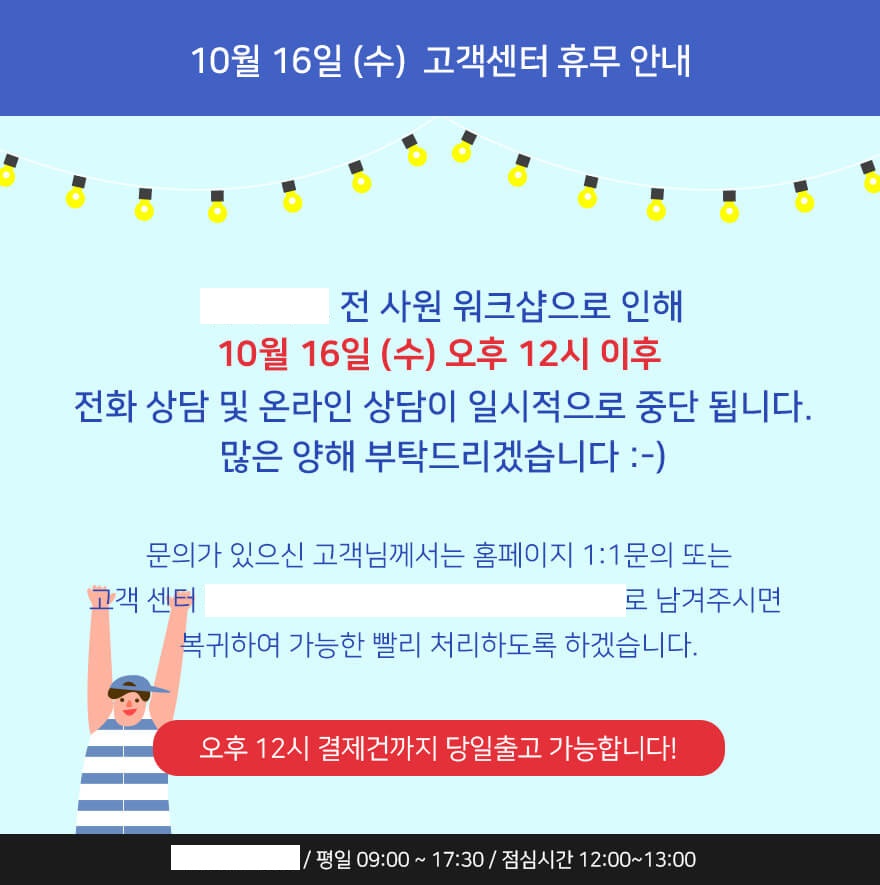 10월 16일 (수) 고객센터 휴무 안내
전 사원 워크샵으로 인해
10월 16일 (수) 오후 12시 이후
전화 상담 및 온라인 상담이 일시적으로 중단 됩니다.
많은 양해 부탁드리겠습니다 :-)
문의가 있으신 고객님께서는 홈페이지 1:1문의 또는
고객 센터 로 남겨주시면
복귀하여 가능한 빨리 처리하도록 하겠습니다.
오후 12시 결제건까지 당일출고 가능합니다!
/ 평일 09:00 ~ 17:30 / 점심시간 12:00~13:00